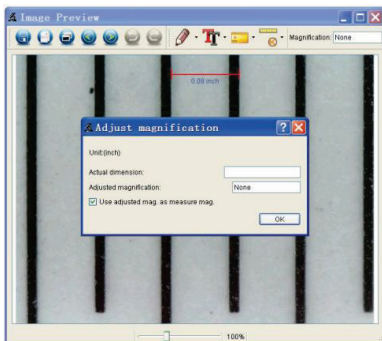 Image Preview
Magnification: None
0.09 inch
Adjust magnification
Unit:(inch)
Actual dimension:
Adjusted magnification: None
Use adjusted mag. as measure mag.
OK
100%